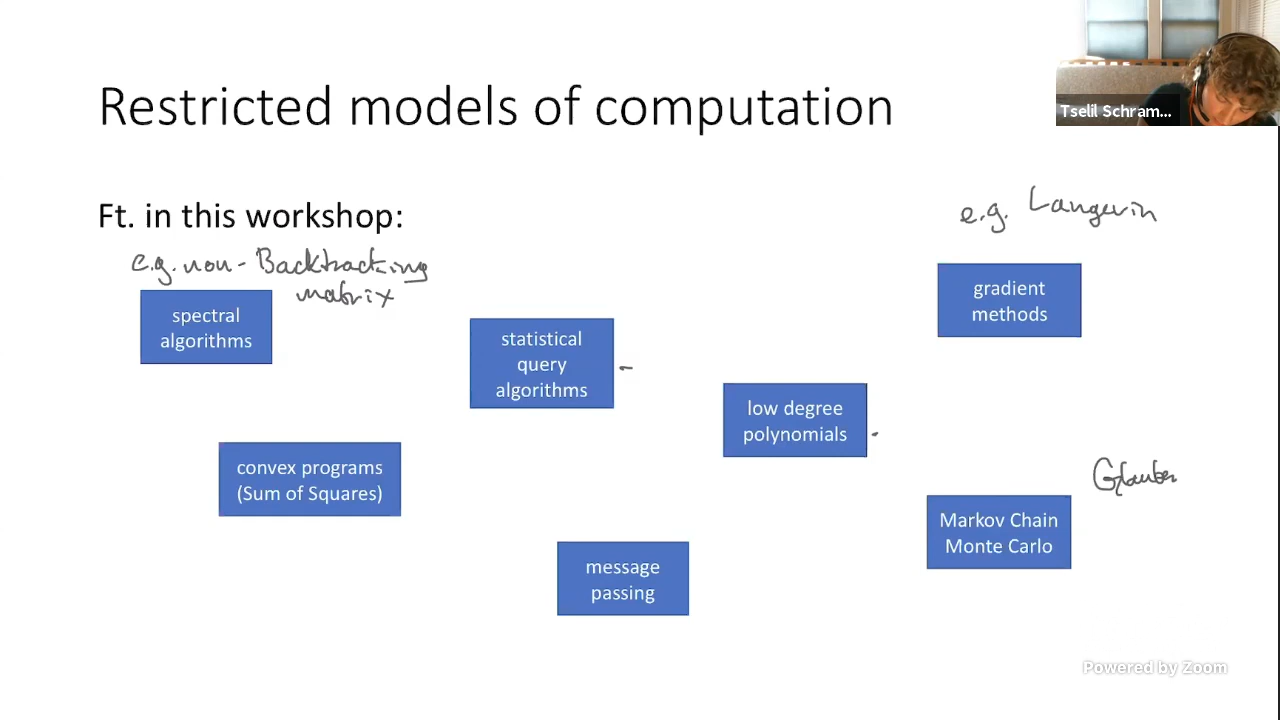 Restricted models of computation
Tselil Schram...
Ft. in this workshop:
e.g. Langevin
e.g. non-Backtracking
matrix
spectral
algorithms
statistical
query
algorithms
gradient
methods
low degree
polynomials
convex programs
(Sum of Squares)
Glauber
Markov Chain
Monte Carlo
message
passing
Powered by Zoom